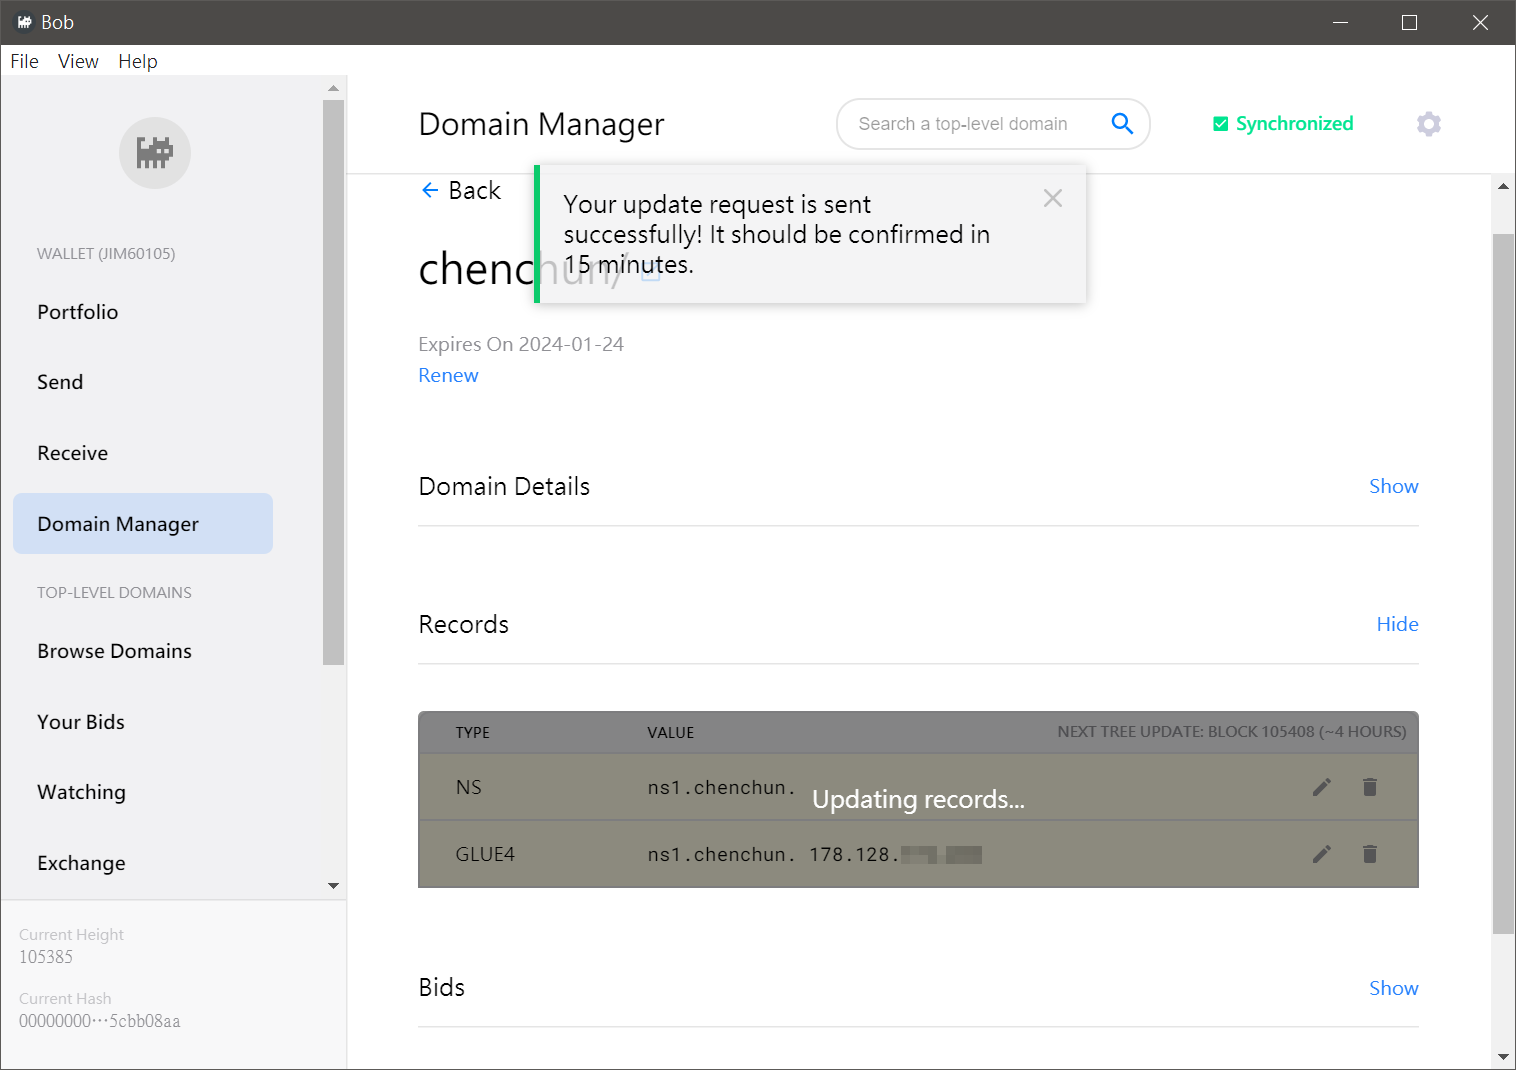 Bob
File View Help
WALLET (JIM60105)
Portfolio
Send
Receive
Domain Manager
TOP-LEVEL DOMAINS
Browse Domains
Your Bids
Watching
Exchange
Current Height
105385
Current Hash
00000000⋯5cbb08aa
Domain Manager
Search a top-level domain
Synchronized
Back
Your update request is sent
successfully! It should be confirmed in
15 minutes.
chenchun/
Expires On 2024-01-24
Renew
Domain Details Show
Records Hide
TYPE VALUE NEXT TREE UPDATE: BLOCK 105408 (~4 HOURS)
NS ns1.chenchun.
Updating records...
GLUE4 ns1.chenchun. 178.128.
Bids Show